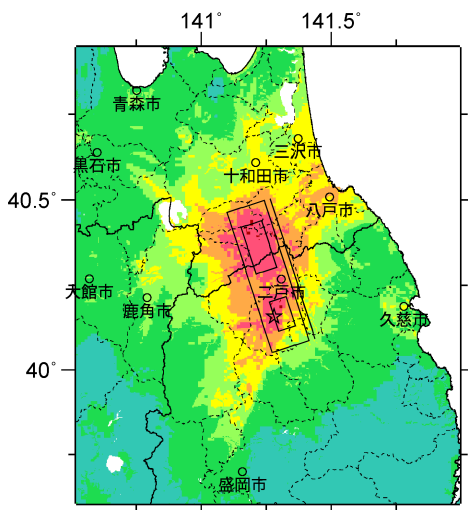 141° 141.5°
青森市
三沢市
黒石市
十和田市
40.5°
八戸市
大館市
二戸市
鹿角市
久慈市
40°
盛岡市